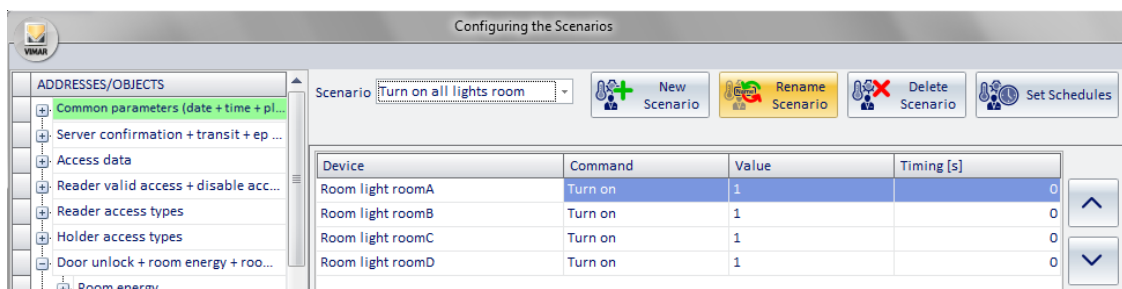 Configuring the Scenarios
VIMAR
ADDRESSES/OBJECTS
Common parameters (date + time + pl...
Server confirmation + transit + ep ...
Access data
Reader valid access + disable acc...
Reader access types
Holder access types
Door unlock + room energy + roo...
Room energy
Scenario Turn on all lights room
New
Scenario
Rename
Scenario
Delete
Scenario
Set Schedules
Device Command Value Timing [s]
Room light roomA Turn on 1 0
Room light roomB Turn on 1 0
Room light roomC Turn on 1 0
Room light roomD Turn on 1 0